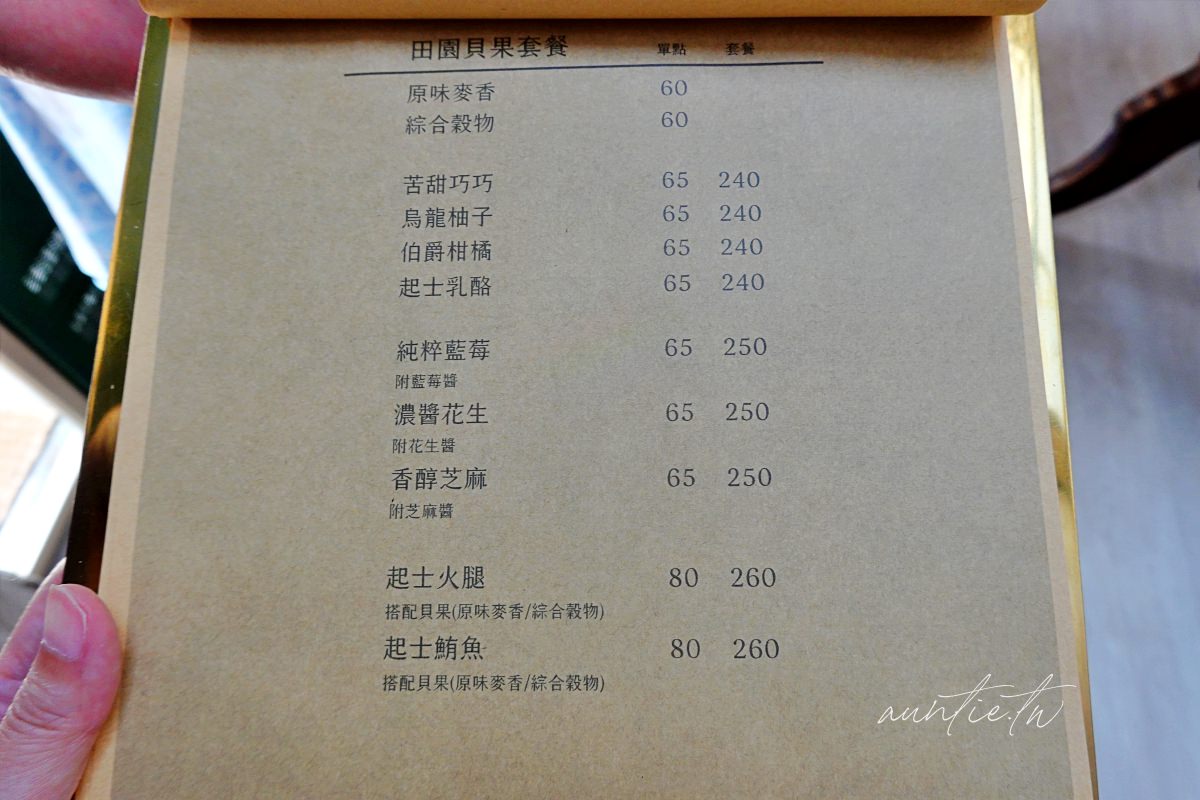 田園貝果套餐 單點 套餐
原味麥香 60
綜合穀物 60
苦甜巧巧 65 240
烏龍柚子 65 240
伯爵柑橘 65 240
起士乳酪 65 240
純粹藍莓 65 250
附藍莓醬
濃醬花生 65 250
附花生醬
香醇芝麻 65 250
附芝麻醬
起士火腿 80 260
搭配貝果(原味麥香/綜合穀物)
起士鮪魚 80 260
搭配貝果(原味麥香/綜合穀物)
auntie.tw